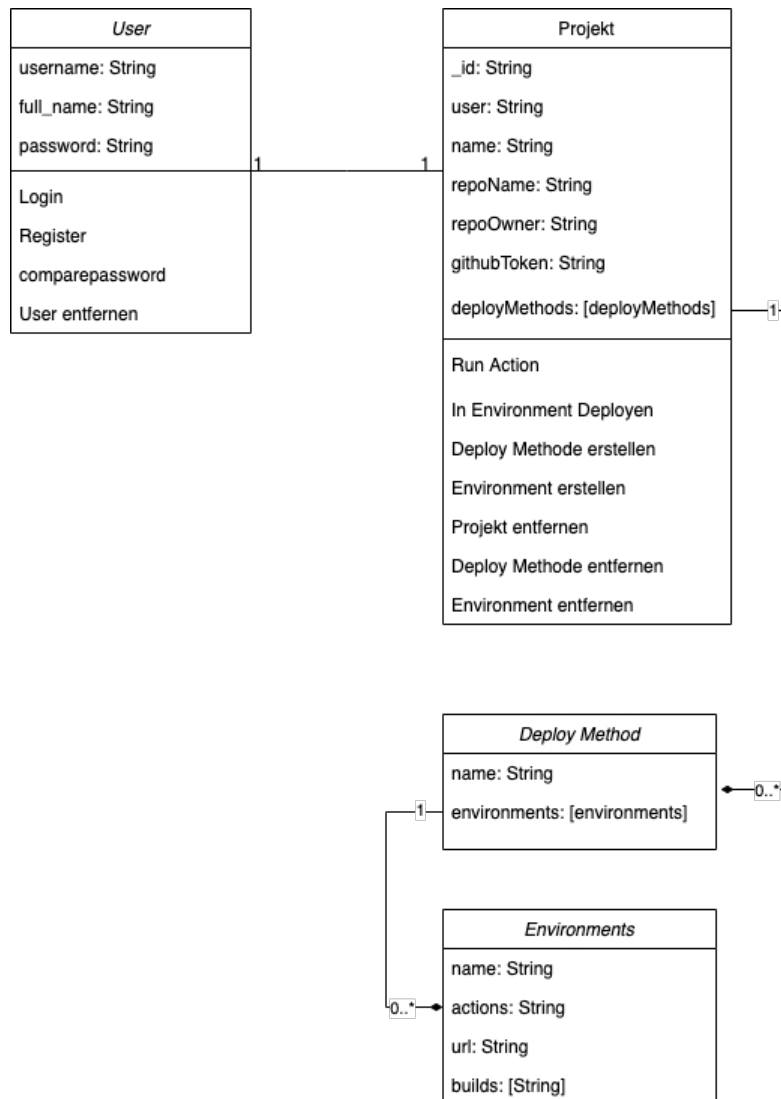 User
username: String
full_name: String
password: String
Login
Register
comparepassword
User entfernen
1
1
Projekt
_id: String
user: String
name: String
repoName: String
repoOwner: String
githubToken: String
deployMethods: [deployMethods]
1
Run Action
In Environment Deployen
Deploy Methode erstellen
Environment erstellen
Projekt entfernen
Deploy Methode entfernen
Environment entfernen
Deploy Method
name: String
0..*
1
environments: [environments]
Environments
name: String
0..*
actions: String
url: String
builds: [String]